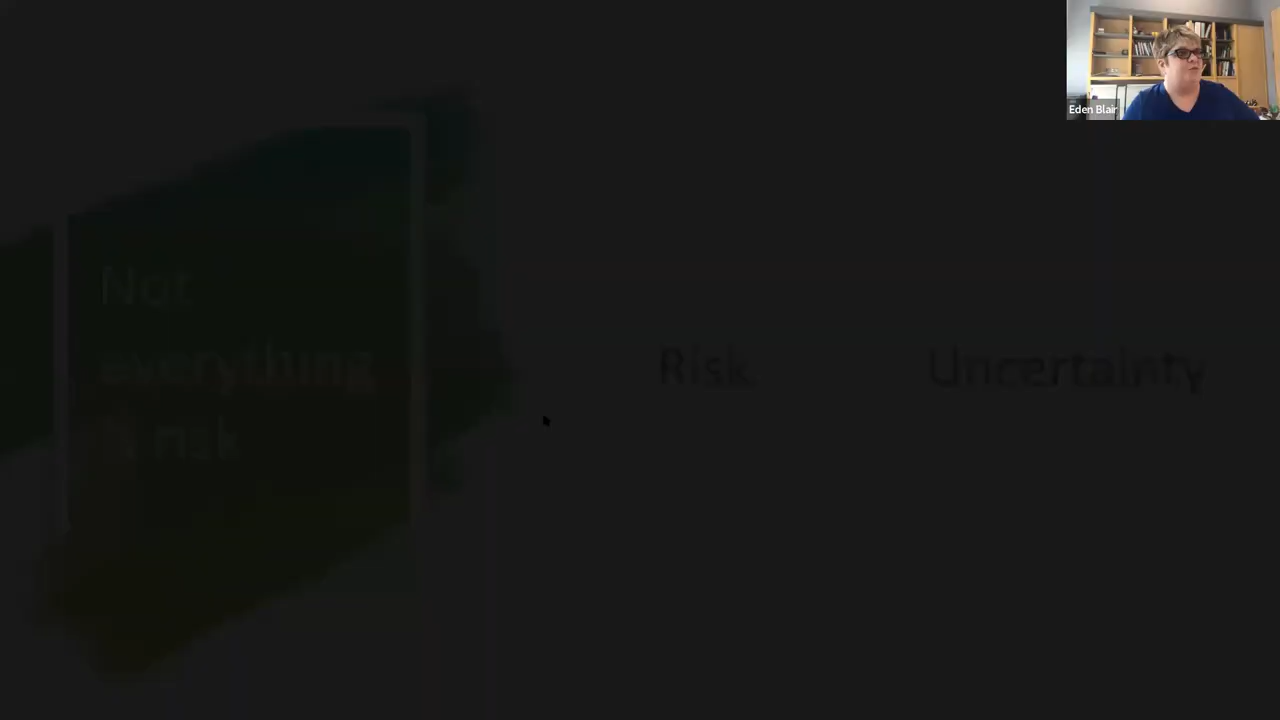 Eden Blair
Not
everything
is risk
Risk
Uncertainty